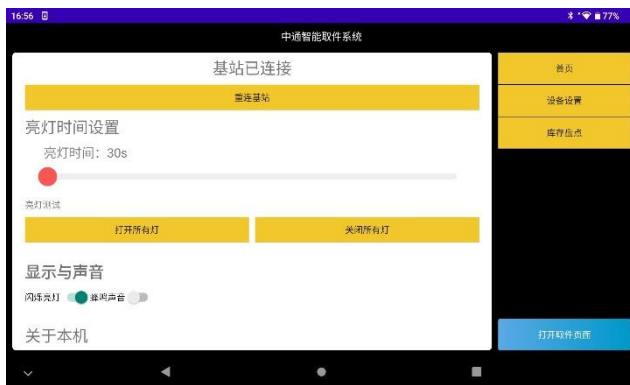 16:56
77%
中通智能取件系统
基站已连接
重连基站
亮灯时间设置
亮灯时间：30s
亮灯测试
打开所有灯
关闭所有灯
显示与声音
闪烁亮灯
蜂鸣声音
关于本机
首页
设备设置
库存盘点
打开取件页面